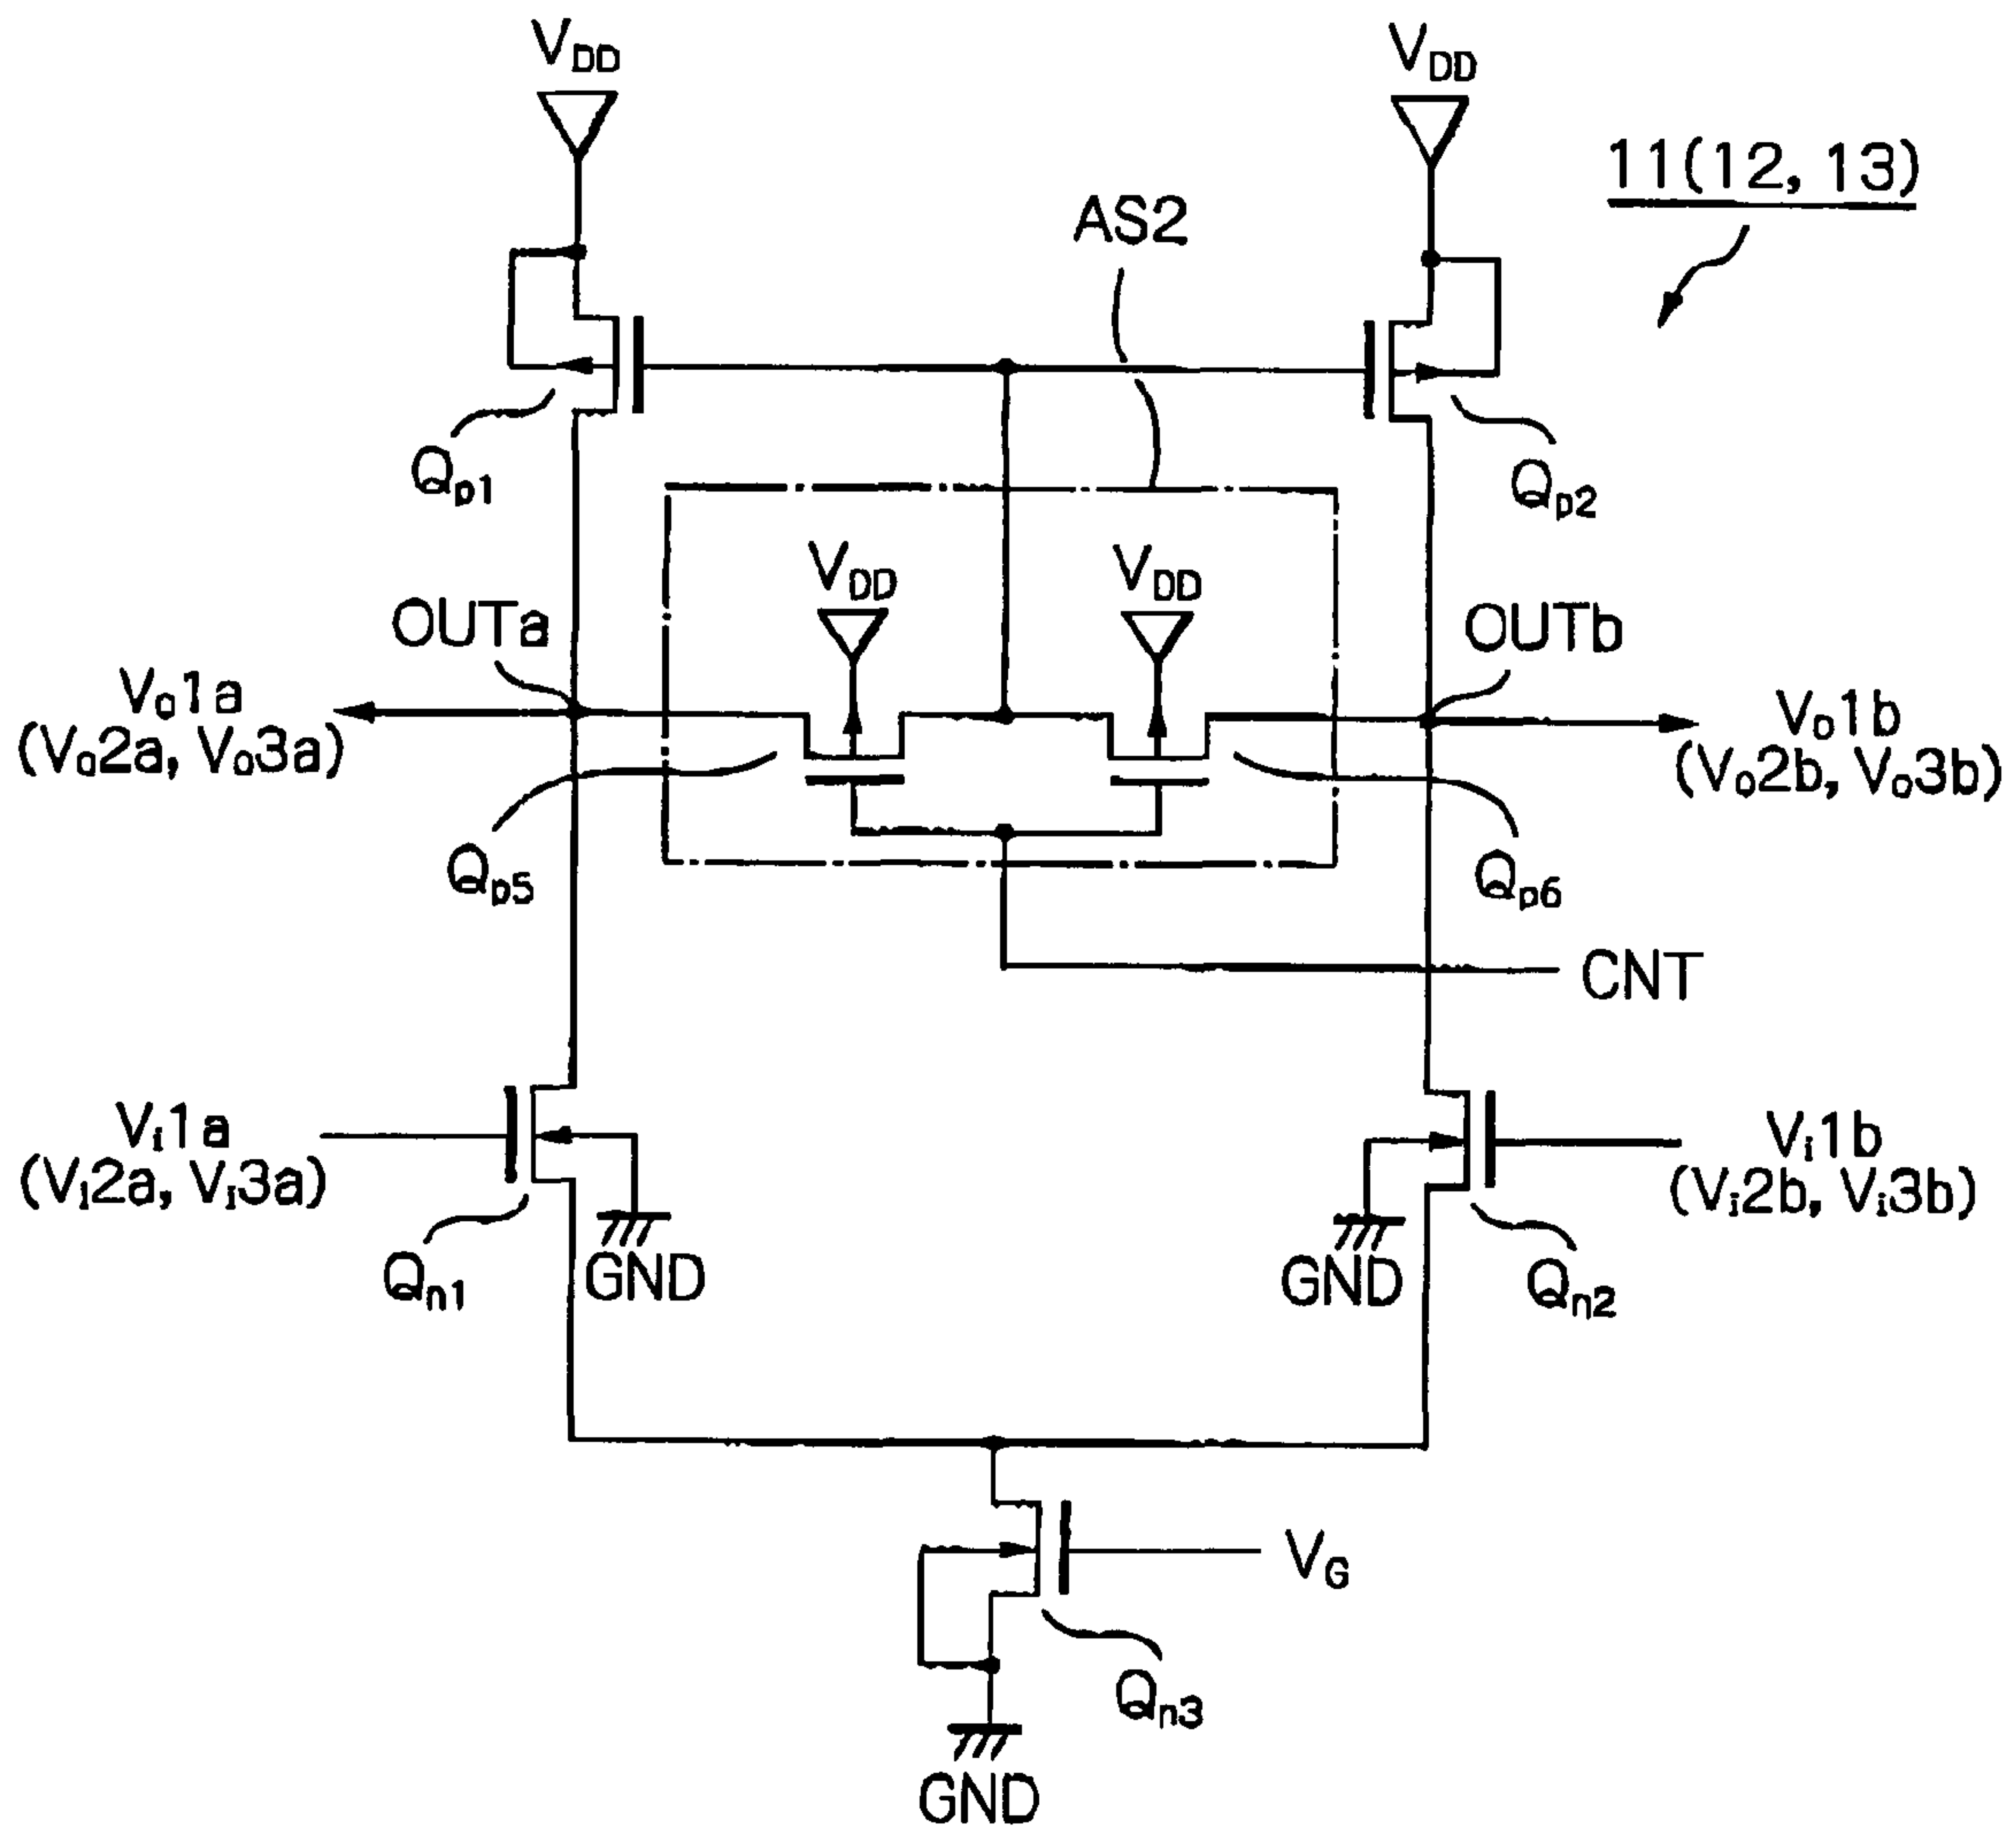 VDD
VDD
11(12, 13)
AS2
Qp1
Qp2
VDD
VDD
OUTa
OUTb
Vo1a
(Vo2a, Vo3a)
Vo1b
(Vo2b, Vo3b)
Qp5
Qp6
CNT
Vi1a
(Vi2a, Vi3a)
Vi1b
(Vi2b, Vi3b)
Qn1
GND
GND
Qn2
VG
Qn3
GND